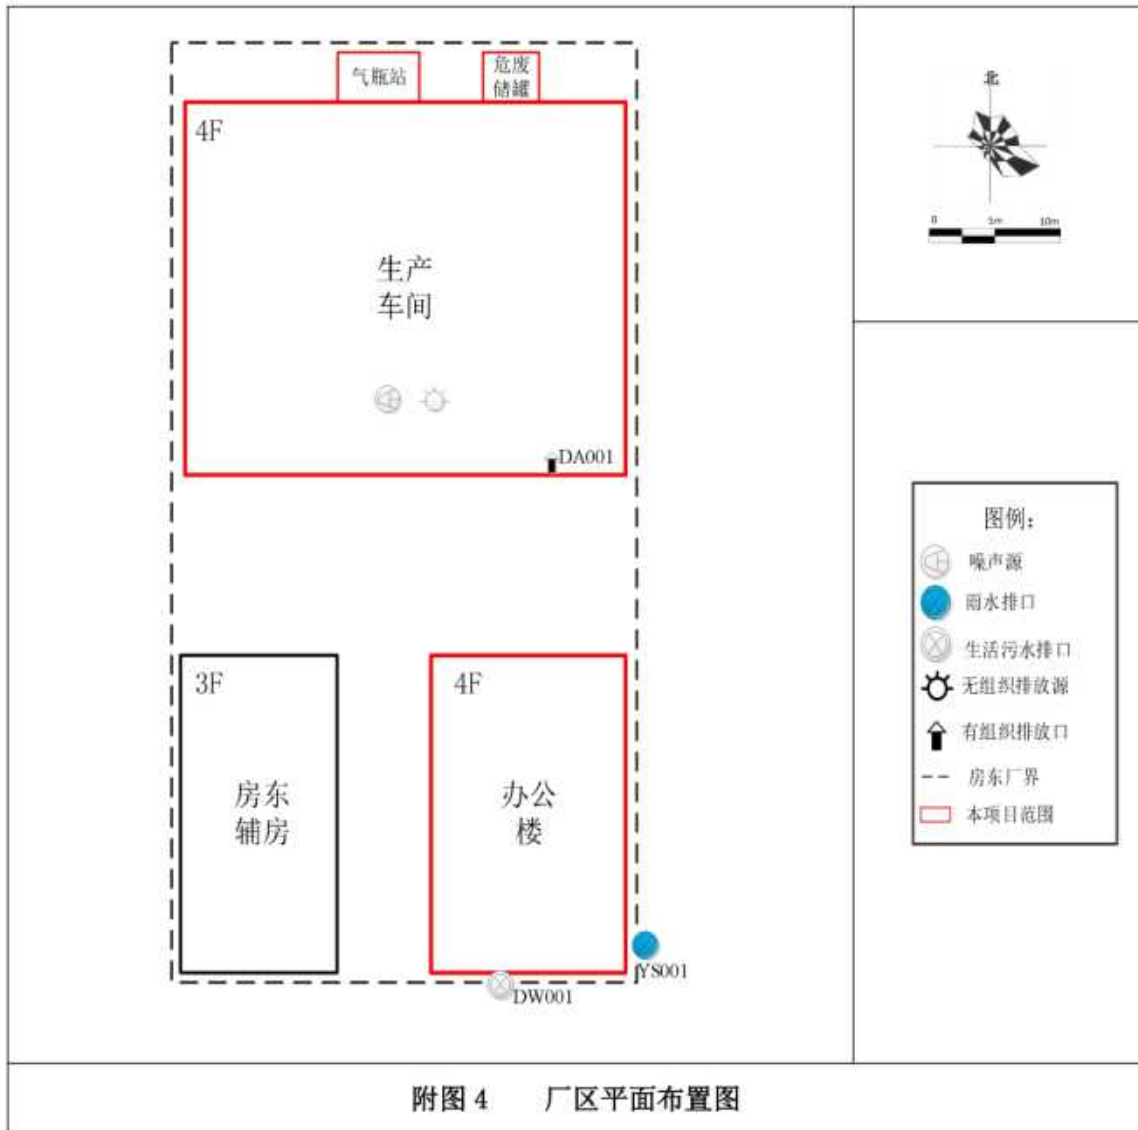 气瓶站
危废
储罐
4F
生产
车间
DA001
3F
房东
辅房
4F
办公
楼
YS001
DW001
北
0 5m 10m
图例：
噪声源
雨水排口
生活污水排口
无组织排放源
有组织排放口
房东厂界
本项目范围
附图 4 厂区平面布置图